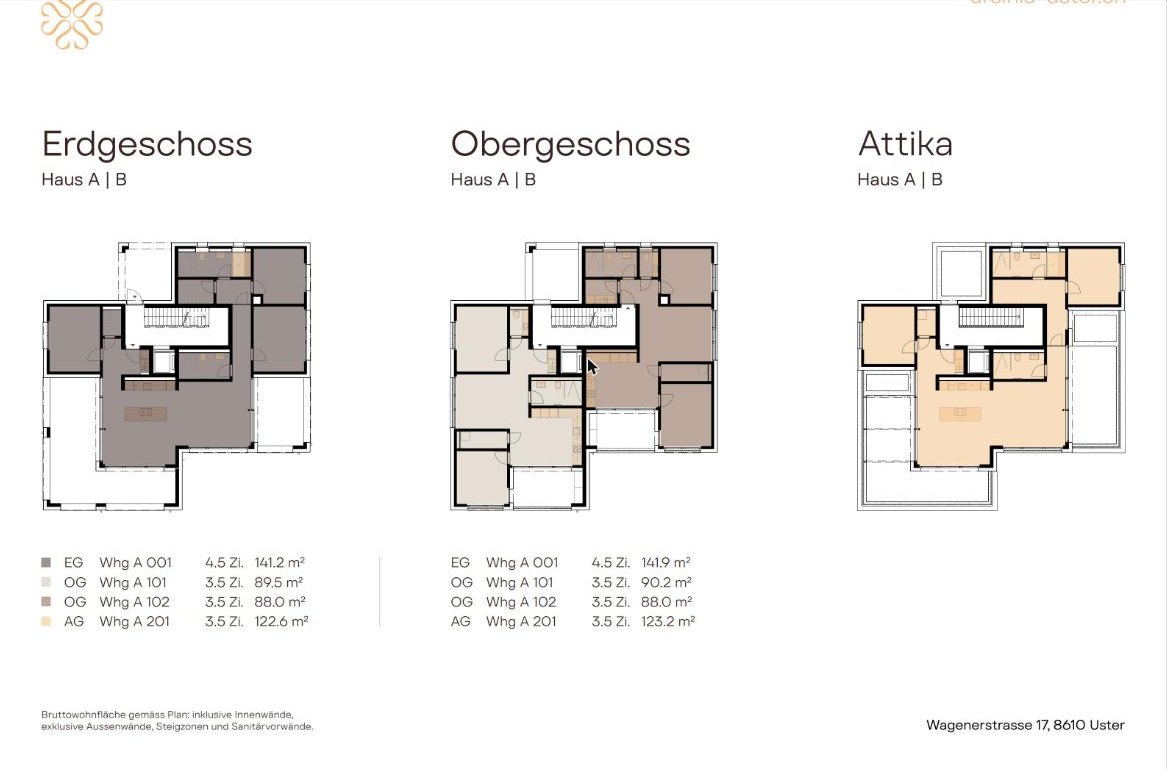 Erdgeschoss
Haus A | B
Obergeschoss
Haus A | B
Attika
Haus A | B
EG Whg A 001 4.5 Zi. 141.2 m²
OG Whg A 101 3.5 Zi. 89.5 m²
OG Whg A 102 3.5 Zi. 88.0 m²
AG Whg A 201 3.5 Zi. 122.6 m²
EG Whg A 001 4.5 Zi. 141.9 m²
OG Whg A 101 3.5 Zi. 90.2 m²
OG Whg A 102 3.5 Zi. 88.0 m²
AG Whg A 201 3.5 Zi. 123.2 m²
Bruttowohnfläche gemäss Plan: inklusive Innenwände,
exklusive Aussenwände, Steigzonen und Sanitärvorwände.
Wagenerstrasse 17, 8610 Uster